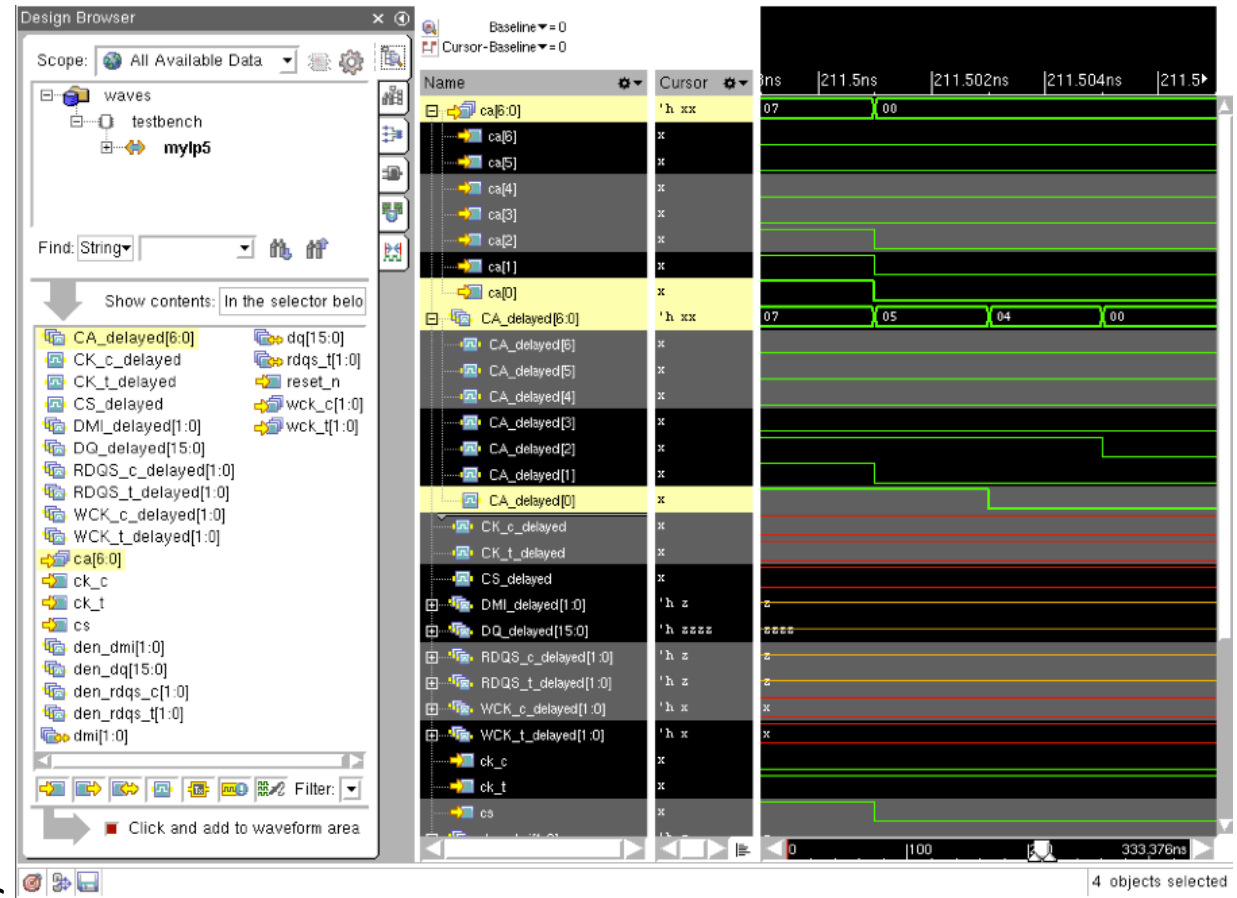 Design Browser
Scope: All Available Data
waves
testbench
mylp5
Find: String
Show contents: In the selector belo
CA_delayed[6:0]
CK_c_delayed
CK_t_delayed
CS_delayed
DMI_delayed[1:0]
DQ_delayed[15:0]
RDQS_c_delayed[1:0]
RDQS_t_delayed[1:0]
WCK_c_delayed[1:0]
WCK_t_delayed[1:0]
ca[6:0]
ck_c
ck_t
cs
den_dmi[1:0]
den_dq[15:0]
den_rdqs_c[1:0]
den_rdqs_t[1:0]
dmi[1:0]
dq[15:0]
rdqs_t[1:0]
reset_n
wck_c[1:0]
wck_t[1:0]
Filter:
Click and add to waveform area
Baseline = 0
Cursor-Baseline = 0
Name Cursor ns |211.5ns |211.502ns |211.504ns |211.5
ca[6:0] 'h xx 07 00
ca[6] x
ca[5] x
ca[4] x
ca[3] x
ca[2] x
ca[1] x
ca[0] x
CA_delayed[6:0] 'h xx 07 05 04 00
CA_delayed[6] x
CA_delayed[5] x
CA_delayed[4] x
CA_delayed[3] x
CA_delayed[2] x
CA_delayed[1] x
CA_delayed[0] x
CK_c_delayed x
CK_t_delayed x
CS_delayed x
DMI_delayed[1:0] 'h z z
DQ_delayed[15:0] 'h zzzz zzzz
RDQS_c_delayed[1:0] 'h z z
RDQS_t_delayed[1:0] 'h z z
WCK_c_delayed[1:0] 'h x x
WCK_t_delayed[1:0] 'h x x
ck_c x
ck_t x
cs x
0 |100 333.376ns
4 objects selected